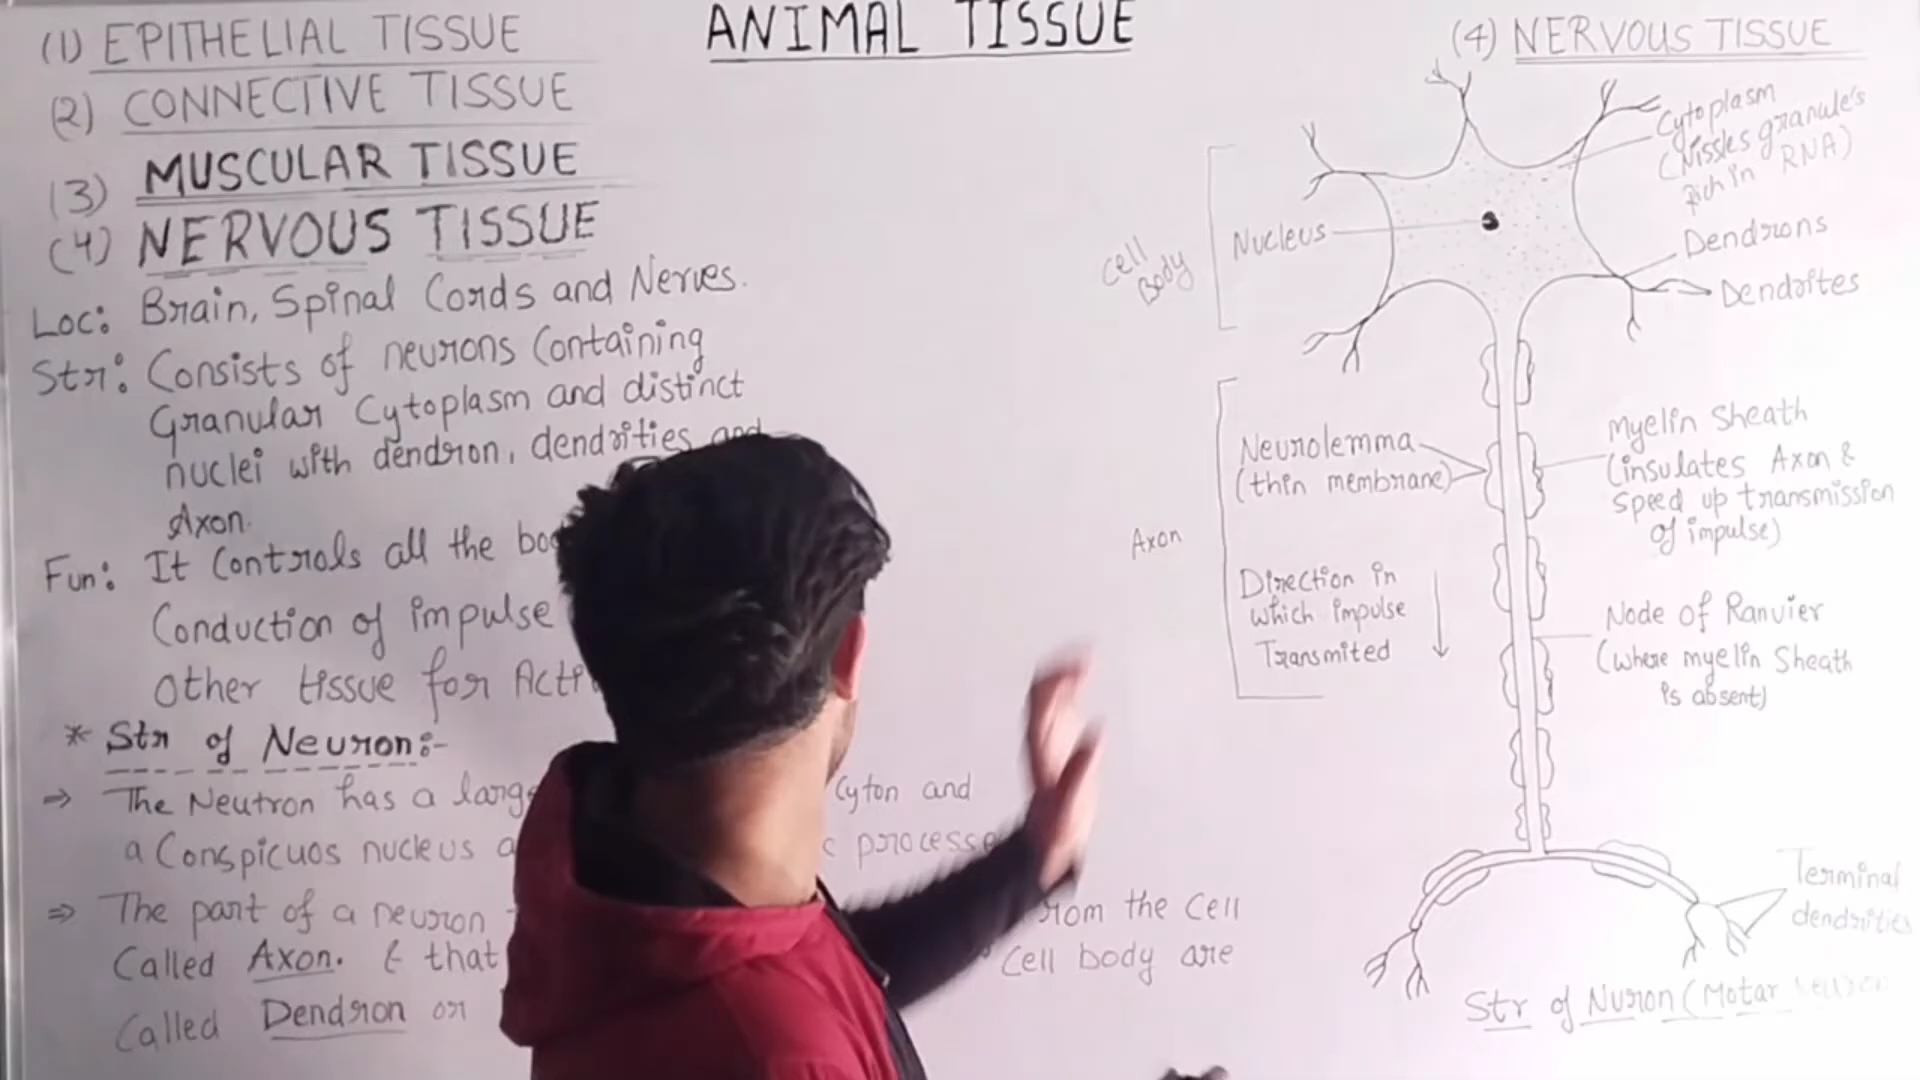 ANIMAL TISSUE
(1) EPITHELIAL TISSUE
(2) CONNECTIVE TISSUE
(3) MUSCULAR TISSUE
(4) NERVOUS TISSUE
Loc: Brain, Spinal Cords and Nerves.
Str: Consists of neurons Containing
Granular Cytoplasm and distinct
nuclei with dendron, dendrities and
Axon.
Fun: It Controls all the
Conduction of impulse
Other tissue for
* Str of Neuron:-
⇒ The Neutron has a large Cyton and
a Conspicuos nucleus
⇒ The part of a neuron from the Cell
Called Axon. & that Cell body are
Called Dendron or
(4) NERVOUS TISSUE
Cytoplasm
(Nissles granule's
Rich in RNA)
Nucleus
Cell
Body
Dendrons
Dendrites
Neurolemma
(thin membrane)
Myelin Sheath
(insulates Axon &
Speed up transmission
of impulse)
Axon
Direction in
which impulse
Transmited
Node of Ranvier
(where myelin Sheath
is absent)
Terminal
dendrities
Str of Nuron (Motar